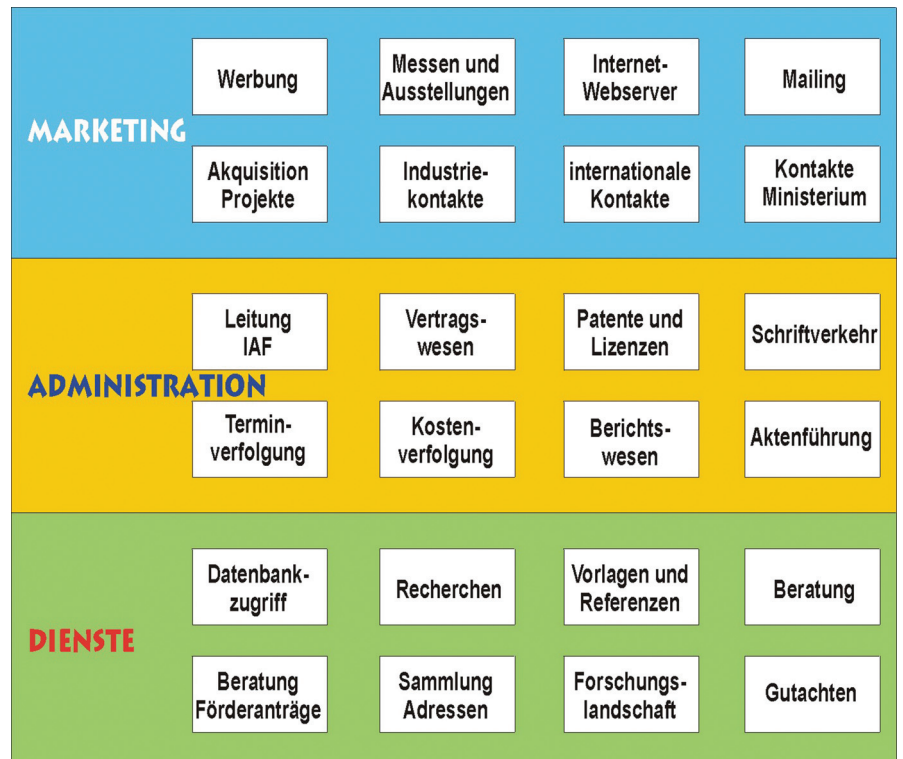 MARKETING
Werbung
Messen und
Ausstellungen
Internet-
Webserver
Mailing
Akquisition
Projekte
Industrie-
kontakte
internationale
Kontakte
Kontakte
Ministerium
ADMINISTRATION
Leitung
IAF
Vertrags-
wesen
Patente und
Lizenzen
Schriftverkehr
Termin-
verfolgung
Kosten-
verfolgung
Berichts-
wesen
Aktenführung
DIENSTE
Datenbank-
zugriff
Recherchen
Vorlagen und
Referenzen
Beratung
Beratung
Förderanträge
Sammlung
Adressen
Forschungs-
landschaft
Gutachten